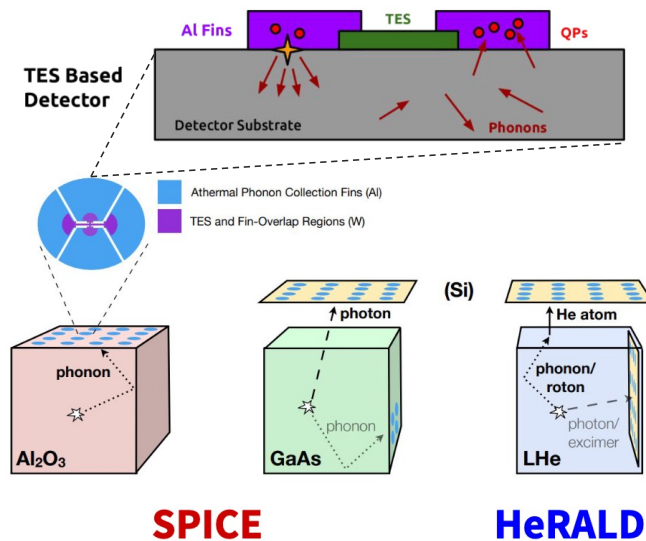 Al Fins
TES
QPs
TES Based
Detector
Detector Substrate
Phonons
Athermal Phonon Collection Fins (Al)
TES and Fin-Overlap Regions (W)
(Si)
photon
He atom
phonon
phonon/
roton
phonon
photon/
excimer
Al₂O₃
GaAs
LHe
SPICE
HeRALD